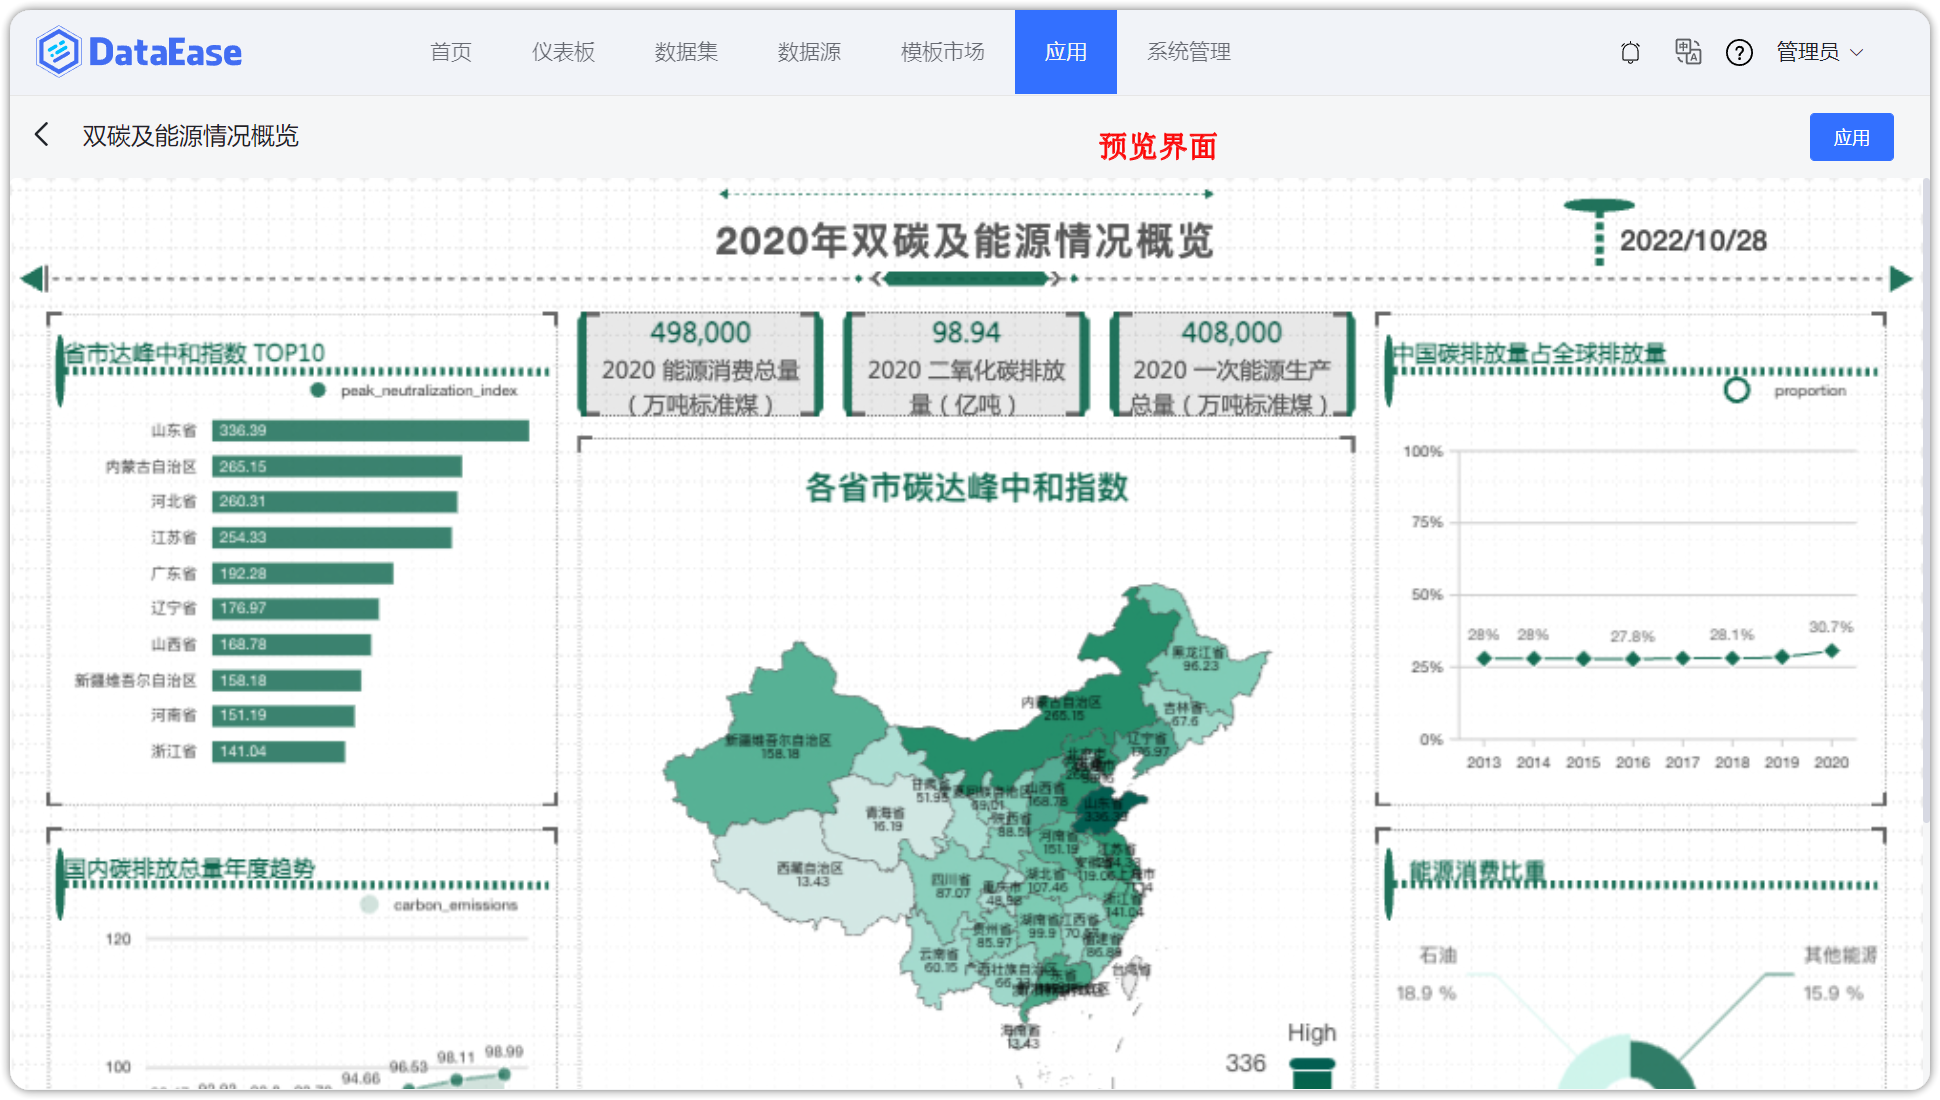 DataEase
首页 仪表板 数据集 数据源 模板市场 应用 系统管理
管理员
双碳及能源情况概览
预览界面
应用
2020年双碳及能源情况概览
2022/10/28
省市达峰中和指数 TOP10
peak_neutralization_index
山东省 336.39
内蒙古自治区 265.15
河北省 260.31
江苏省 254.33
广东省 192.28
辽宁省 176.97
山西省 168.78
新疆维吾尔自治区 158.18
河南省 151.19
浙江省 141.04
国内碳排放总量年度趋势
carbon_emissions
120
100
94.66 96.53 98.11 98.99
498,000
2020 能源消费总量
（万吨标准煤）
98.94
2020 二氧化碳排放
量（亿吨）
408,000
2020 一次能源生产
总量（万吨标准煤）
各省市碳达峰中和指数
黑龙江省
96.23
内蒙古自治区
265.15
吉林省
67.6
辽宁省
176.97
北京市
新疆维吾尔自治区
158.18
甘肃省
51.95
69.01
山西省
168.78
山东省
336.39
青海省
16.19
陕西省
88.51
河南省
151.19
江苏省
西藏自治区
13.43
四川省
87.07
重庆市
48.98
湖北省
107.46
119.06
上海市
浙江省
141.04
贵州省
85.97
湖南省
99.9
江西省
福建省
86.88
云南省
60.15
广西壮族自治区
台湾省
海南省
13.43
High
336
中国碳排放量占全球排放量
proportion
100%
75%
50%
25%
0%
28% 28% 27.8% 28.1% 30.7%
2013 2014 2015 2016 2017 2018 2019 2020
能源消费比重
石油
18.9 %
其他能源
15.9 %